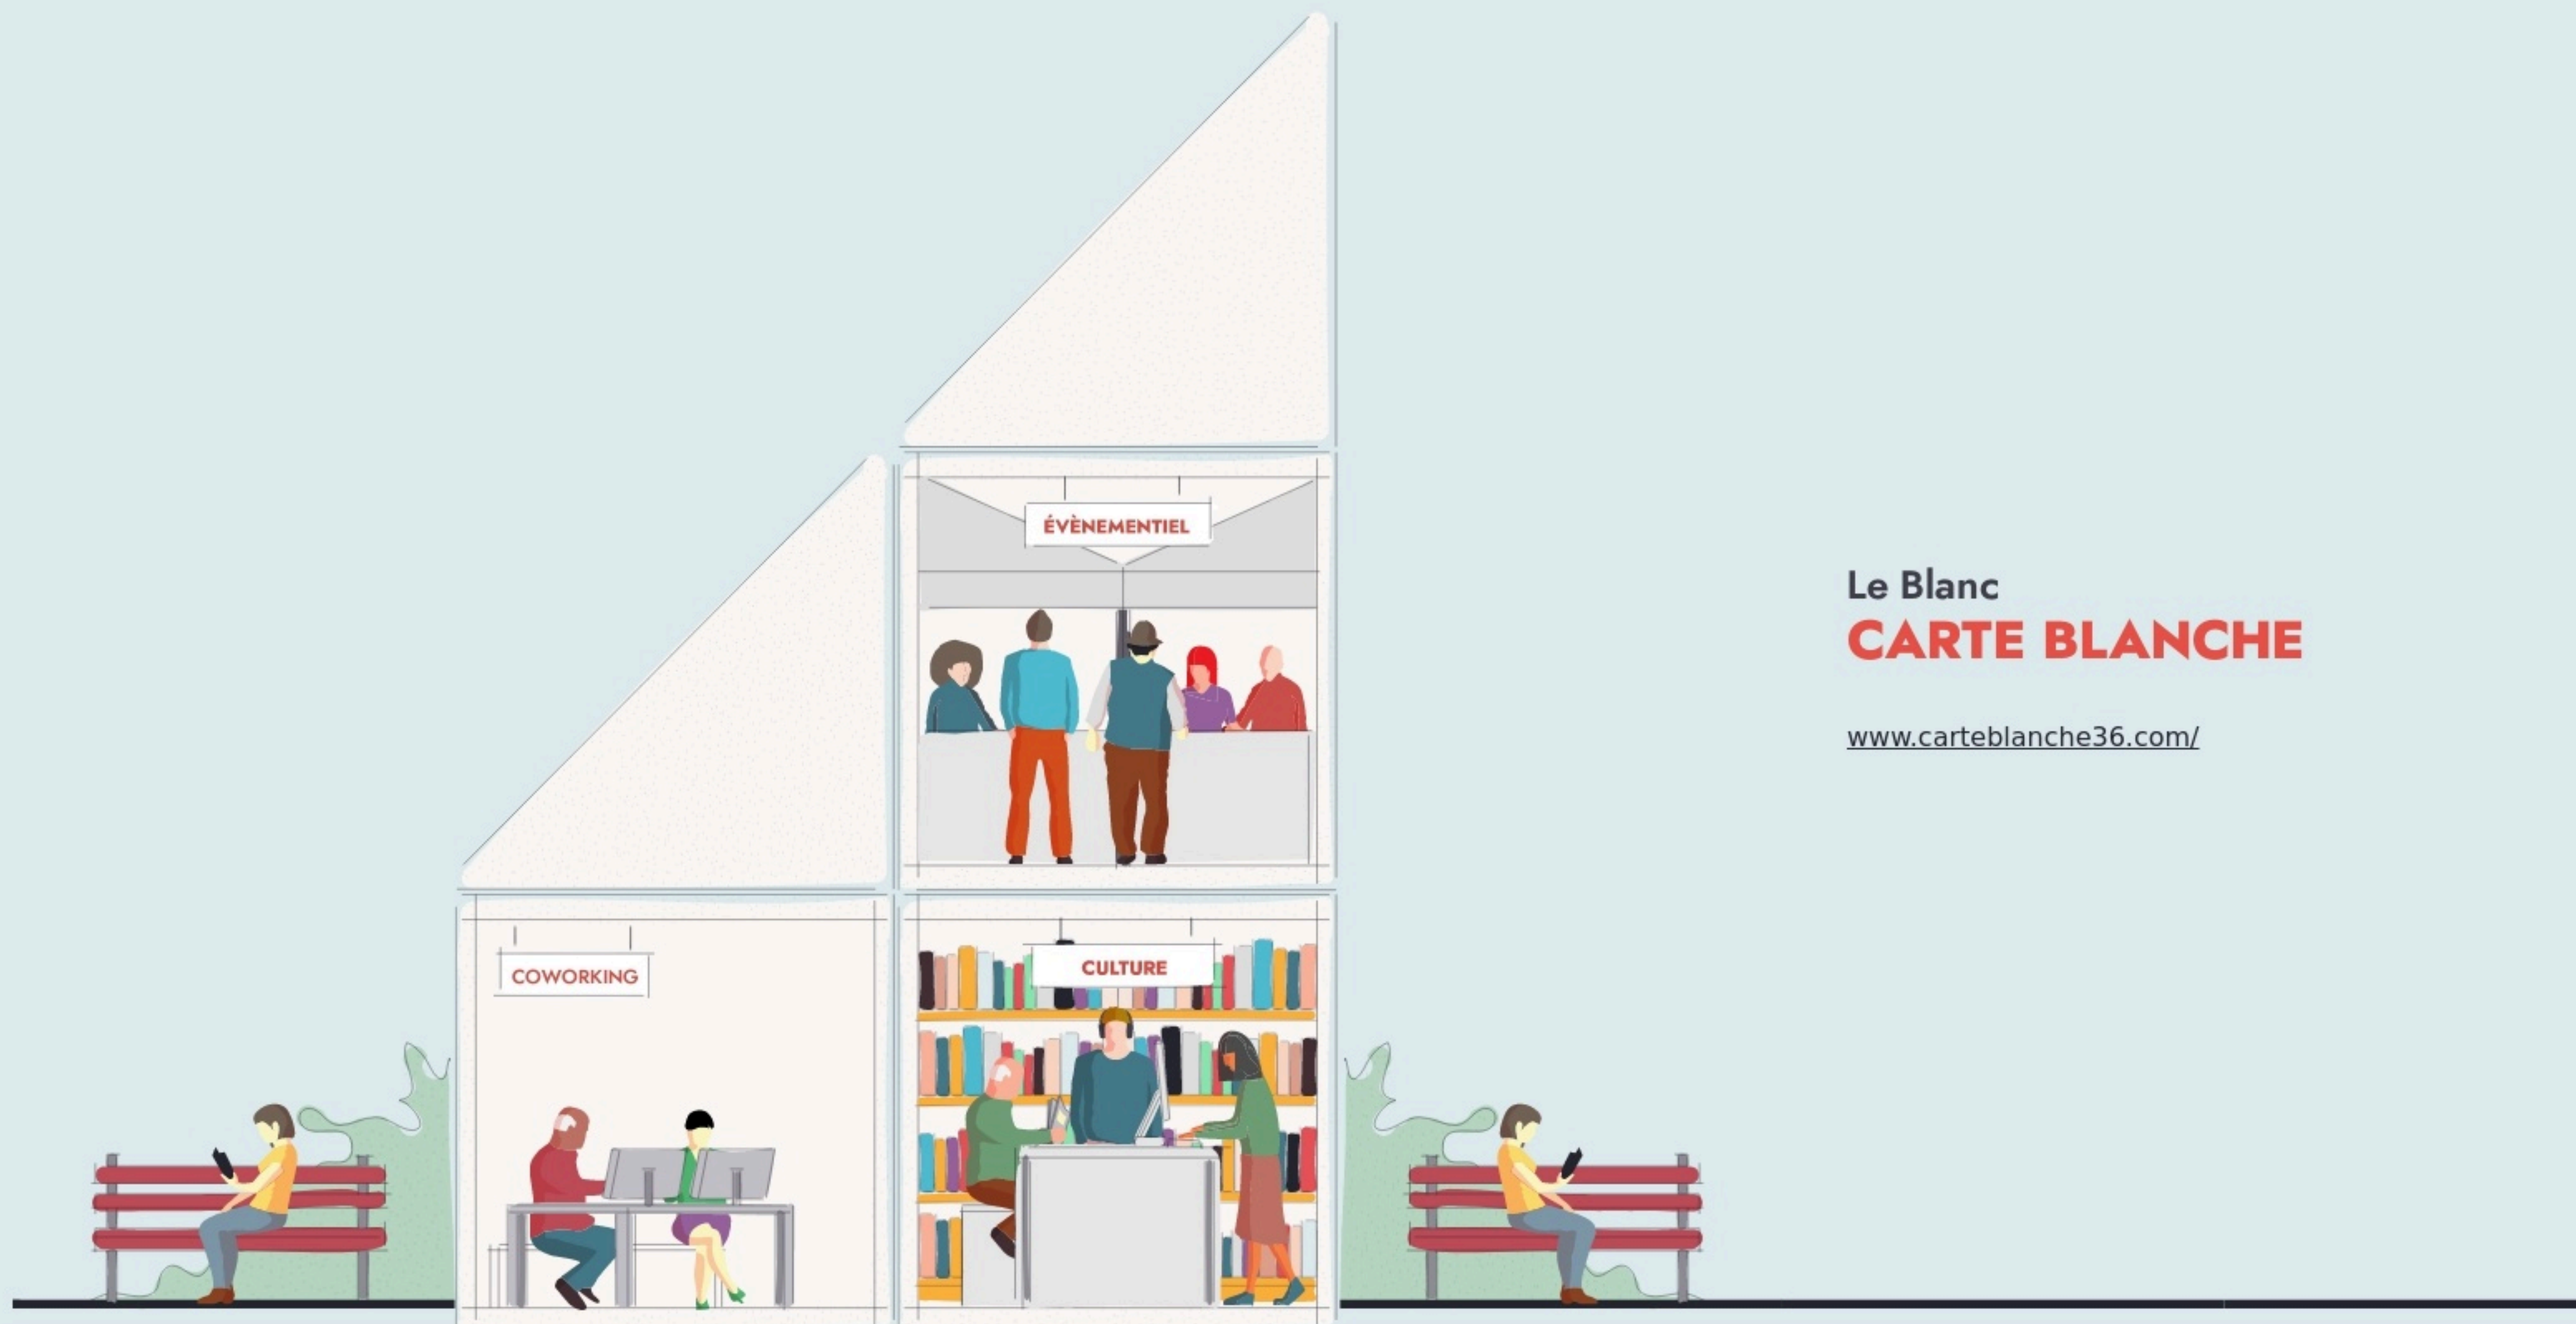 ÉVÈNEMENTIEL
COWORKING
CULTURE
Le Blanc
CARTE BLANCHE
www.carteblanche36.com/